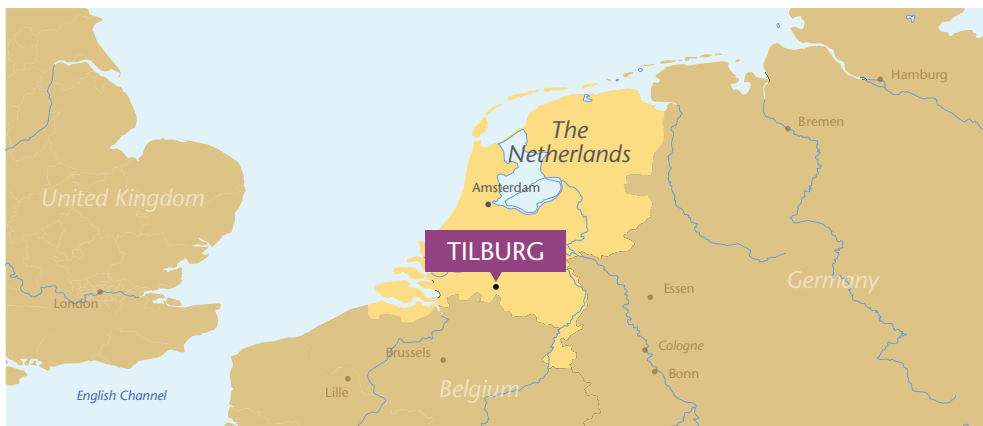 Hamburg
Bremen
The
Netherlands
Amsterdam
United Kingdom
TILBURG
Germany
Essen
London
Cologne
Brussels
Bonn
Lille
Belgium
English Channel